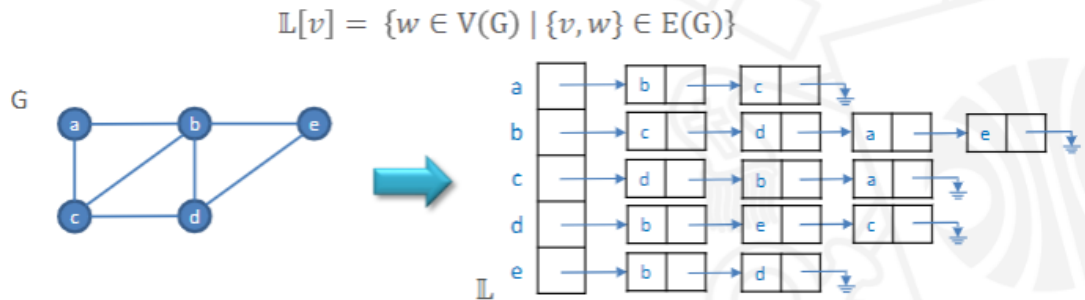 𝕃[v] = {w ∈ V(G) | {v, w} ∈ E(G)}
G
a b e
c d
a b c
b c d a e
c d b a
d b e c
e b d
𝕃